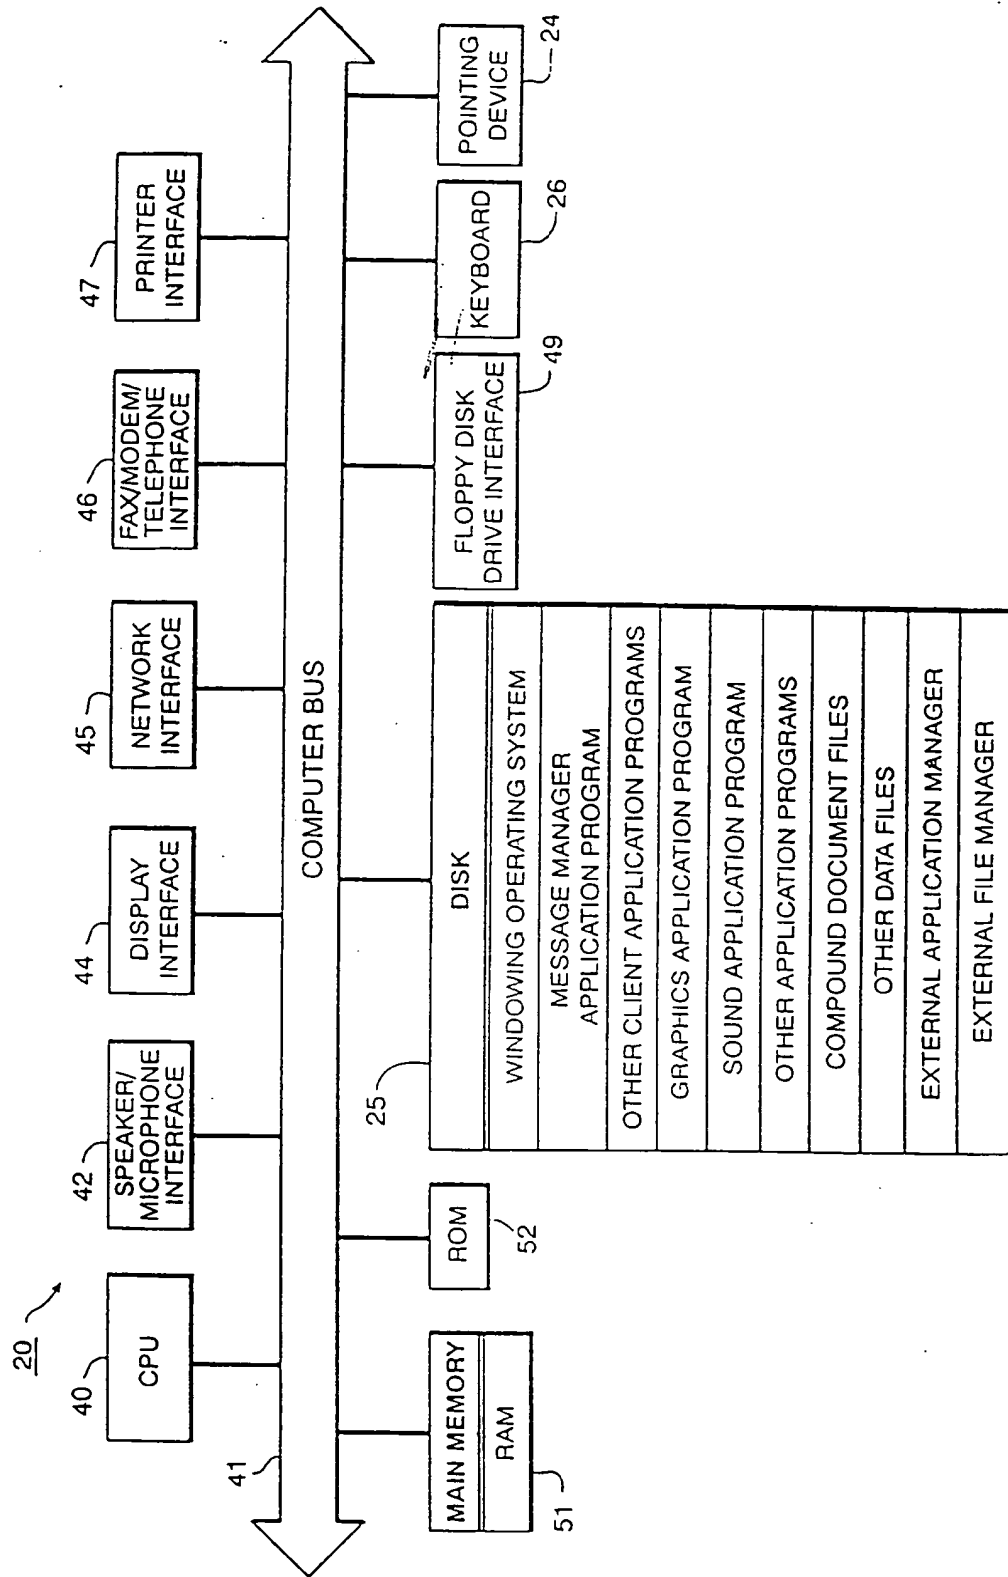 20
40
CPU
42
SPEAKER/
MICROPHONE
INTERFACE
44
DISPLAY
INTERFACE
45
NETWORK
INTERFACE
46
FAX/MODEM/
TELEPHONE
INTERFACE
47
PRINTER
INTERFACE
41
COMPUTER BUS
MAIN MEMORY
RAM
51
ROM
52
25
DISK
WINDOWING OPERATING SYSTEM
MESSAGE MANAGER
APPLICATION PROGRAM
OTHER CLIENT APPLICATION PROGRAMS
GRAPHICS APPLICATION PROGRAM
SOUND APPLICATION PROGRAM
OTHER APPLICATION PROGRAMS
COMPOUND DOCUMENT FILES
OTHER DATA FILES
EXTERNAL APPLICATION MANAGER
EXTERNAL FILE MANAGER
FLOPPY DISK
DRIVE INTERFACE
49
KEYBOARD
26
POINTING
DEVICE
24